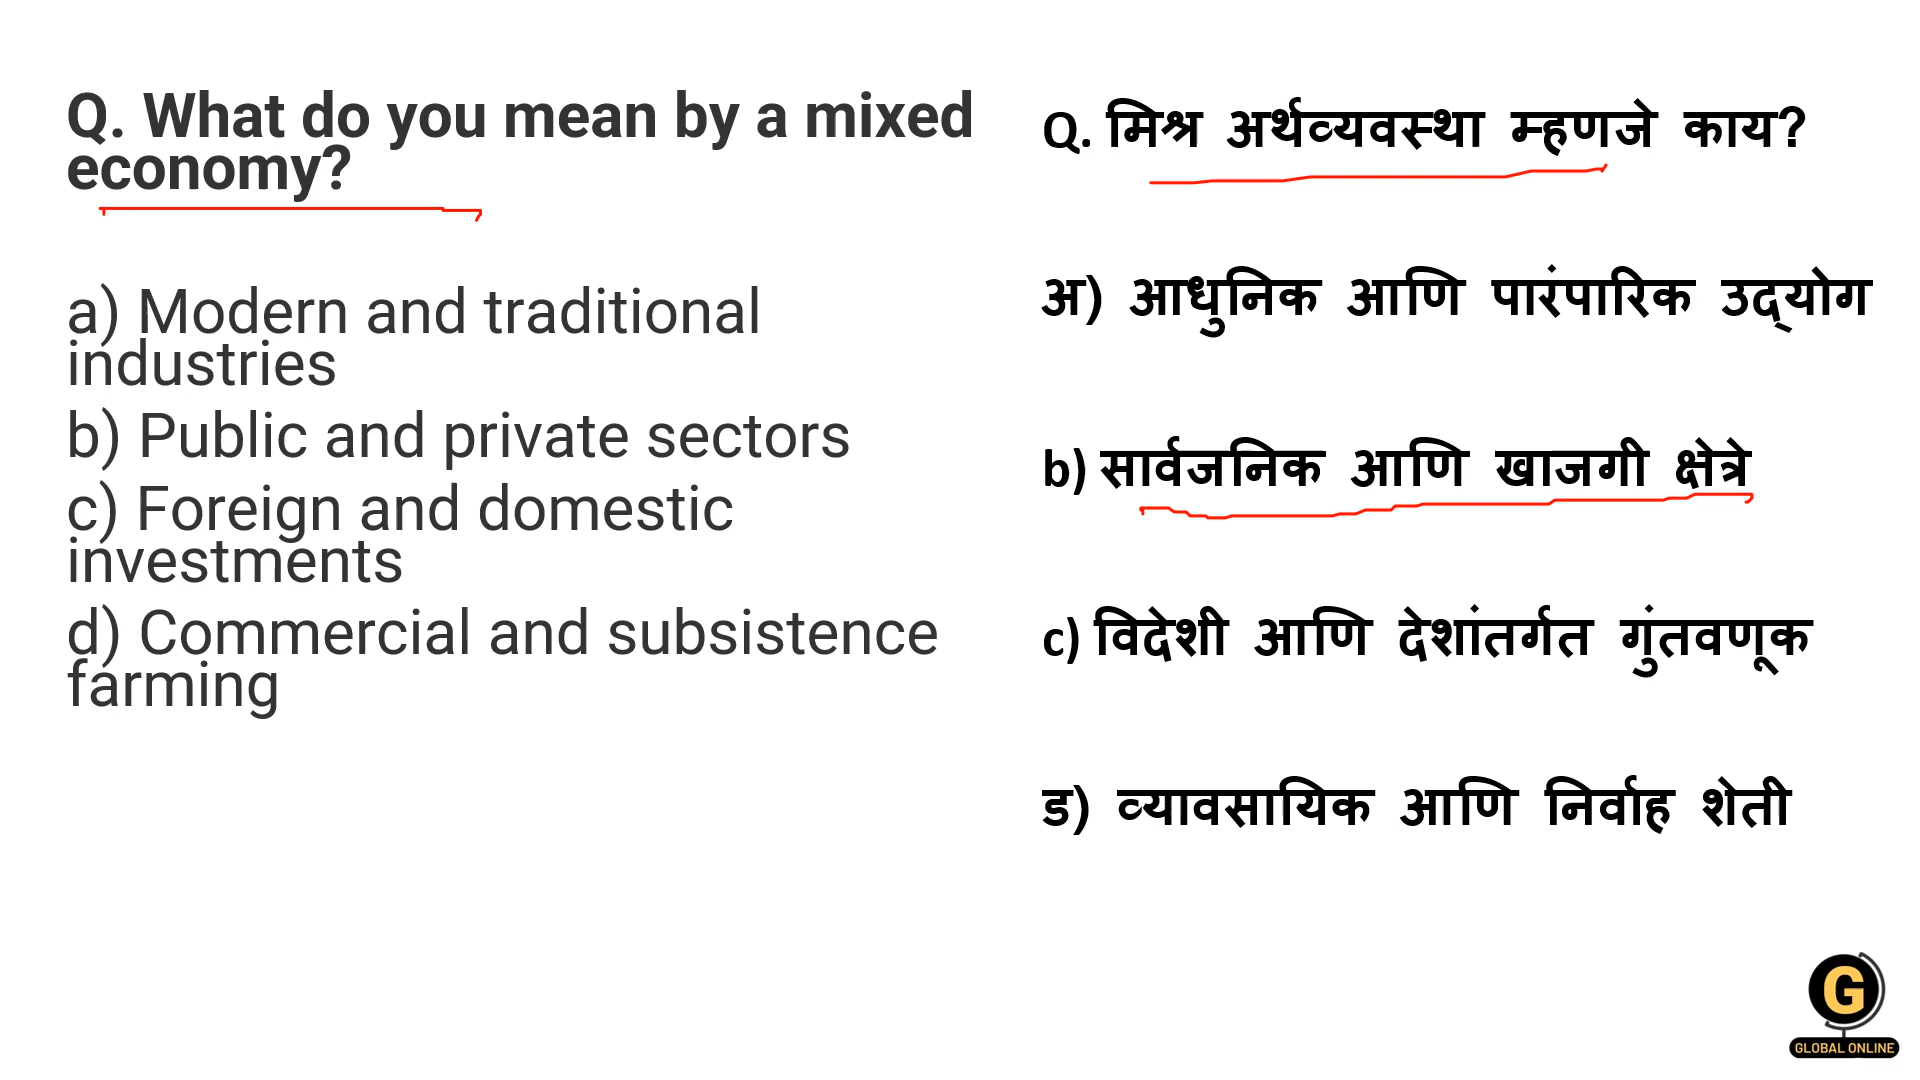 Q. What do you mean by a mixed
economy?
a) Modern and traditional
industries
b) Public and private sectors
c) Foreign and domestic
investments
d) Commercial and subsistence
farming
Q. मिश्र अर्थव्यवस्था म्हणजे काय?
अ) आधुनिक आणि पारंपारिक उद्‌योग
b) सार्वजनिक आणि खाजगी क्षेत्रे
c) विदेशी आणि देशांतर्गत गुंतवणूक
ड) व्यावसायिक आणि निर्वाह शेती
G
GLOBAL ONLINE